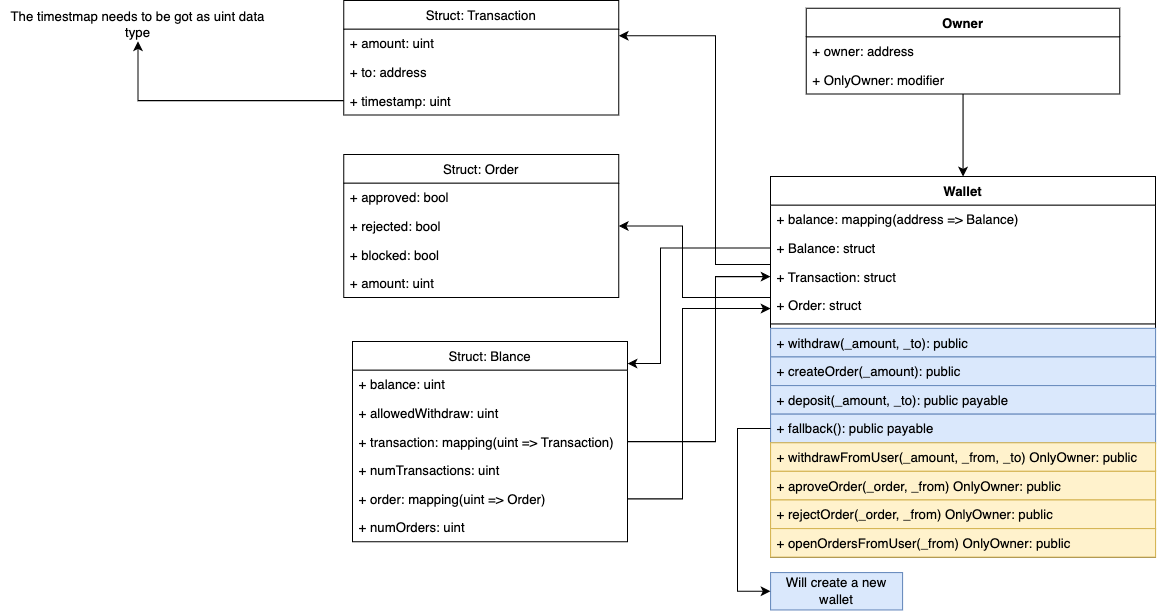 The timestmap needs to be got as uint data
type
Struct: Transaction
+ amount: uint
+ to: address
+ timestamp: uint
Owner
+ owner: address
+ OnlyOwner: modifier
Struct: Order
+ approved: bool
+ rejected: bool
+ blocked: bool
+ amount: uint
Wallet
+ balance: mapping(address => Balance)
+ Balance: struct
+ Transaction: struct
+ Order: struct
+ withdraw(_amount, _to): public
+ createOrder(_amount): public
+ deposit(_amount, _to): public payable
+ fallback(): public payable
+ withdrawFromUser(_amount, _from, _to) OnlyOwner: public
+ aproveOrder(_order, _from) OnlyOwner: public
+ rejectOrder(_order, _from) OnlyOwner: public
+ openOrdersFromUser(_from) OnlyOwner: public
Struct: Blance
+ balance: uint
+ allowedWithdraw: uint
+ transaction: mapping(uint => Transaction)
+ numTransactions: uint
+ order: mapping(uint => Order)
+ numOrders: uint
Will create a new
wallet